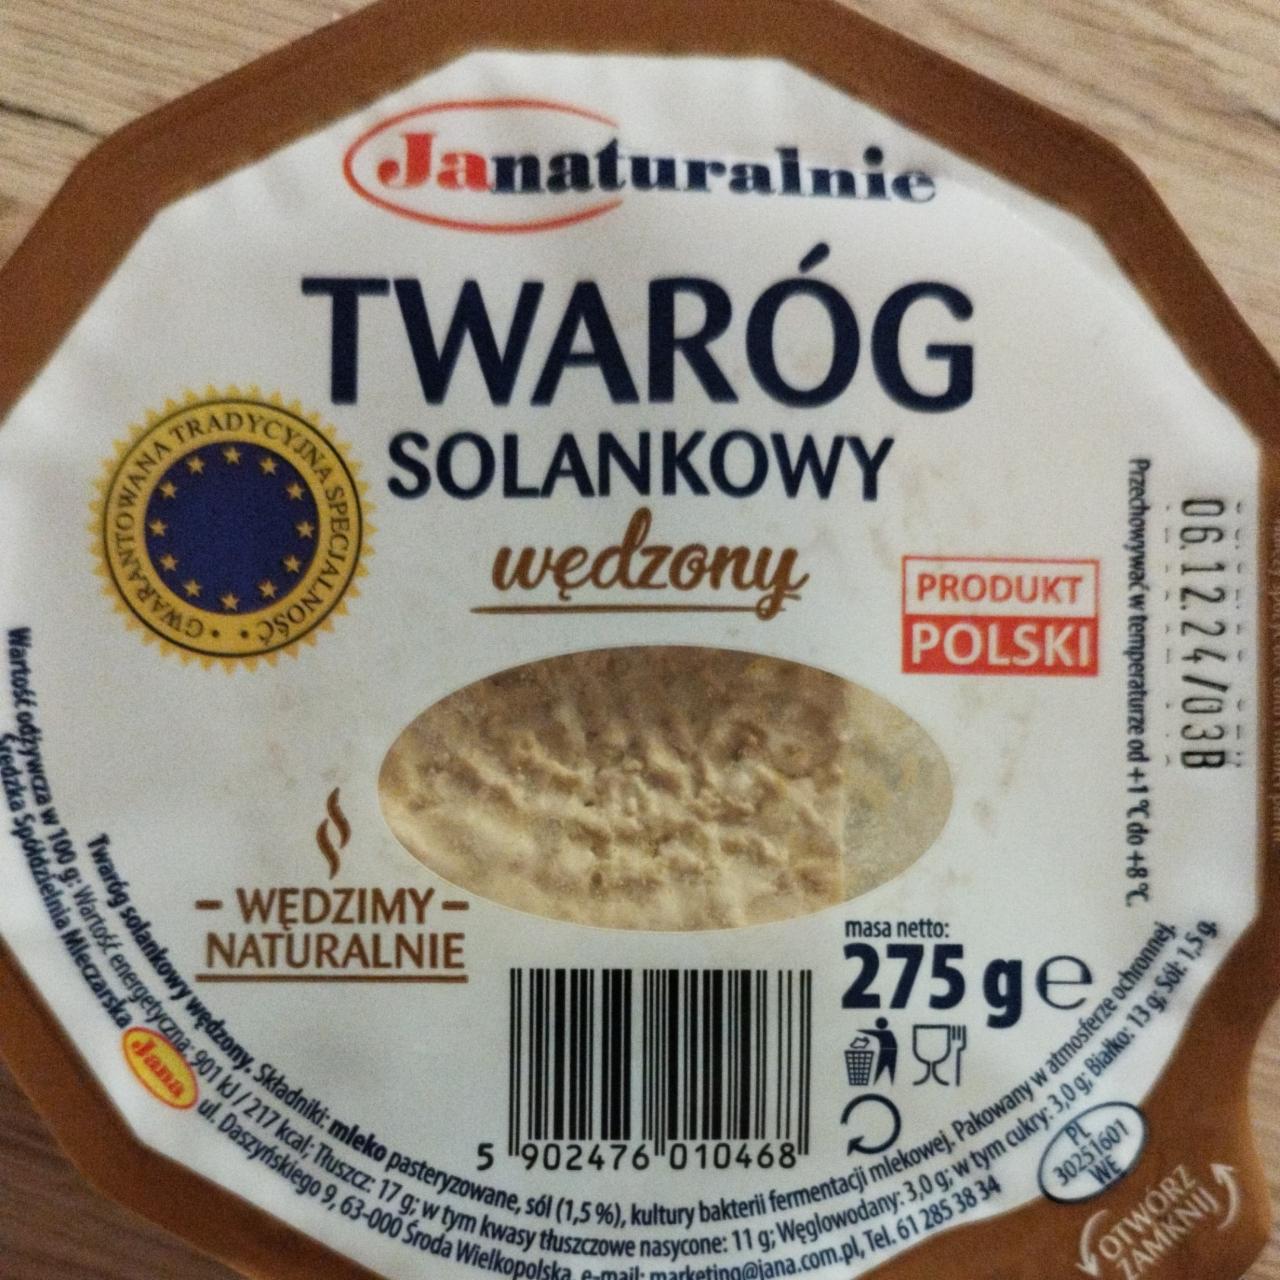 Janaturalnie
TWARÓG
SOLANKOWY
wędzony
GWARANTOWANA TRADYCYJNA SPECJALNOŚĆ
PRODUKT
POLSKI
Przechowywać w temperaturze od +1 °C do +8 °C.
06.12.24/03B
- WĘDZIMY -
NATURALNIE
masa netto:
275 g e
5 902476 010468
Twaróg solankowy wędzony. Składniki: mleko pasteryzowane, sól (1,5 %), kultury bakterii fermentacji mlekowej. Pakowany w atmosferze ochronnej.
Wartość odżywcza w 100 g: Wartość energetyczna: 901 kJ / 217 kcal; Tłuszcz: 17 g; w tym kwasy tłuszczowe nasycone: 11 g; Węglowodany: 3,0 g; w tym cukry: 3,0 g; Białko: 13 g; Sól: 1,5 g.
Średzka Spółdzielnia Mleczarska Jana ul. Daszyńskiego 9, 63-000 Środa Wielkopolska, e-mail: marketing@jana.com.pl, Tel. 61 285 38 34
PL
30251601
WE
OTWÓRZ
ZAMKNIJ